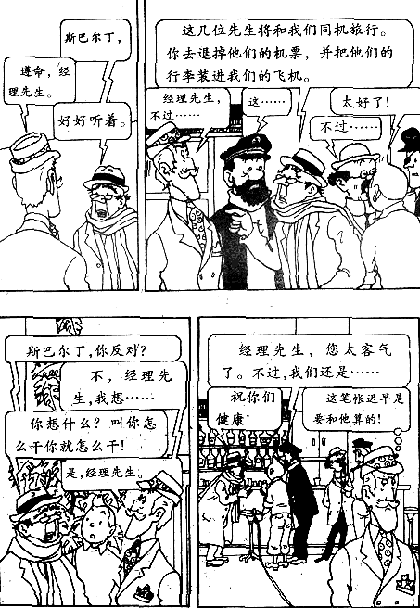 斯巴尔丁，
遵命，经
理先生。
好好听着。
这几位先生将和我们同机旅行。
你去退掉他们的机票，并把他们的
行李装进我们的飞机。
经理先生，
不过……
这……
太好了！
不过……
斯巴尔丁，你反对？
不，经理先
生，我想……
你想什么？叫你怎
么干你就怎么干！
是，经理先生。
经理先生，您太客气
了。不过，我们还是……
祝你们
健康
这笔帐迟早是
要和他算的！